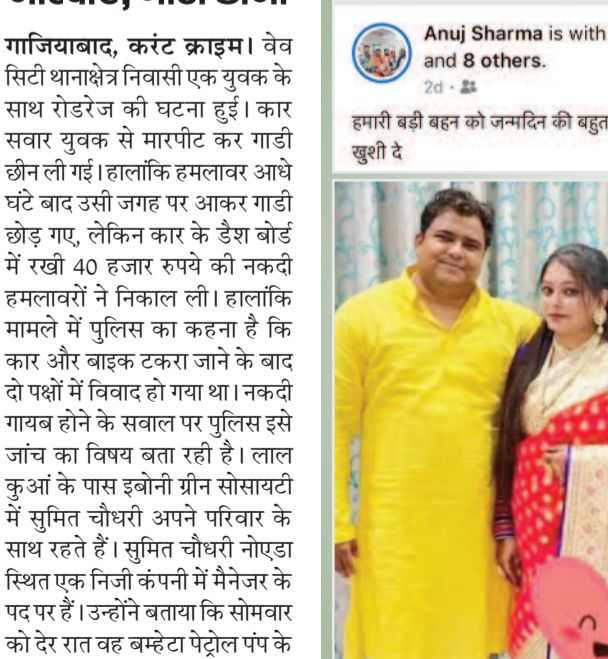 गाजियाबाद, करंट क्राइम। वेव
सिटी थानाक्षेत्र निवासी एक युवक के
साथ रोडरेज की घटना हुई। कार
सवार युवक से मारपीट कर गाडी
छीन ली गई।हालांकि हमलावर आधे
घंटे बाद उसी जगह पर आकर गाडी
छोड़ गए, लेकिन कार के डैश बोर्ड
में रखी 40 हजार रुपये की नकदी
हमलावरों ने निकाल ली। हालांकि
मामले में पुलिस का कहना है कि
कार और बाइक टकरा जाने के बाद
दो पक्षों में विवाद हो गया था।नकदी
गायब होने के सवाल पर पुलिस इसे
जांच का विषय बता रही है। लाल
कुआं के पास इबोनी ग्रीन सोसायटी
में सुमित चौधरी अपने परिवार के
साथ रहते हैं। सुमित चौधरी नोएडा
स्थित एक निजी कंपनी में मैनेजर के
पद पर हैं।उन्होंने बताया कि सोमवार
को देर रात वह बम्हेटा पेट्रोल पंप के
Anuj Sharma is with
and 8 others.
2d
हमारी बड़ी बहन को जन्मदिन की बहुत
खुशी दे